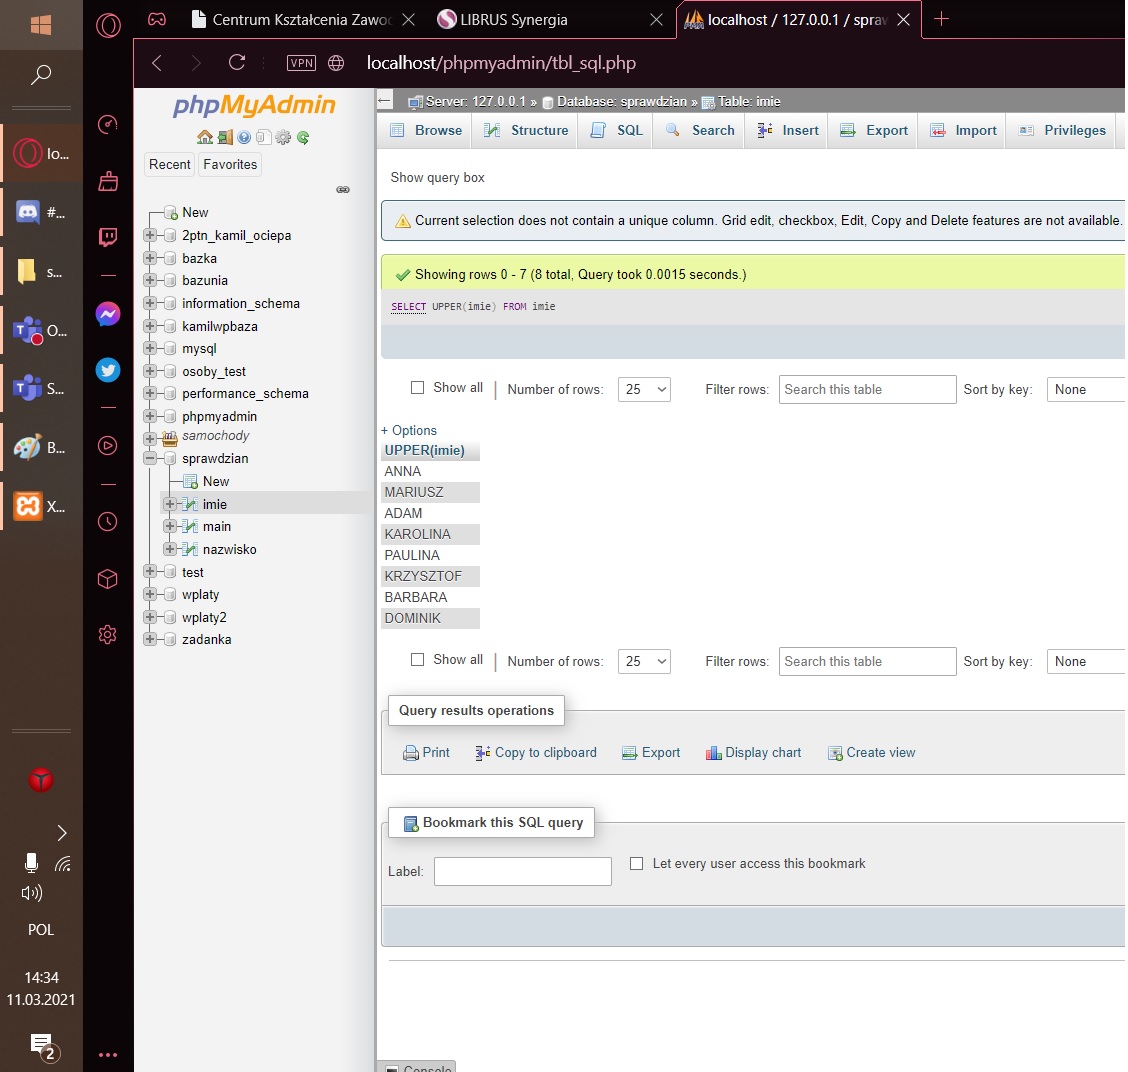 Centrum Kształcenia Zawo
LIBRUS Synergia
localhost / 127.0.0.1 / spraw
VPN
localhost/phpmyadmin/tbl_sql.php
lo...
#...
s...
O...
S...
B...
X...
POL
14:34
11.03.2021
2
phpMyAdmin
Recent Favorites
New
2ptn_kamil_ociepa
bazka
bazunia
information_schema
kamilwpbaza
mysql
osoby_test
performance_schema
phpmyadmin
samochody
sprawdzian
New
imie
main
nazwisko
test
wplaty
wplaty2
zadanka
Server: 127.0.0.1 » Database: sprawdzian » Table: imie
Browse Structure SQL Search Insert Export Import Privileges
Show query box
Current selection does not contain a unique column. Grid edit, checkbox, Edit, Copy and Delete features are not available.
Showing rows 0 - 7 (8 total, Query took 0.0015 seconds.)
SELECT UPPER(imie) FROM imie
Show all | Number of rows: 25 Filter rows: Search this table Sort by key: None
+ Options
UPPER(imie)
ANNA
MARIUSZ
ADAM
KAROLINA
PAULINA
KRZYSZTOF
BARBARA
DOMINIK
Show all | Number of rows: 25 Filter rows: Search this table Sort by key: None
Query results operations
Print Copy to clipboard Export Display chart Create view
Bookmark this SQL query
Label: Let every user access this bookmark
Console